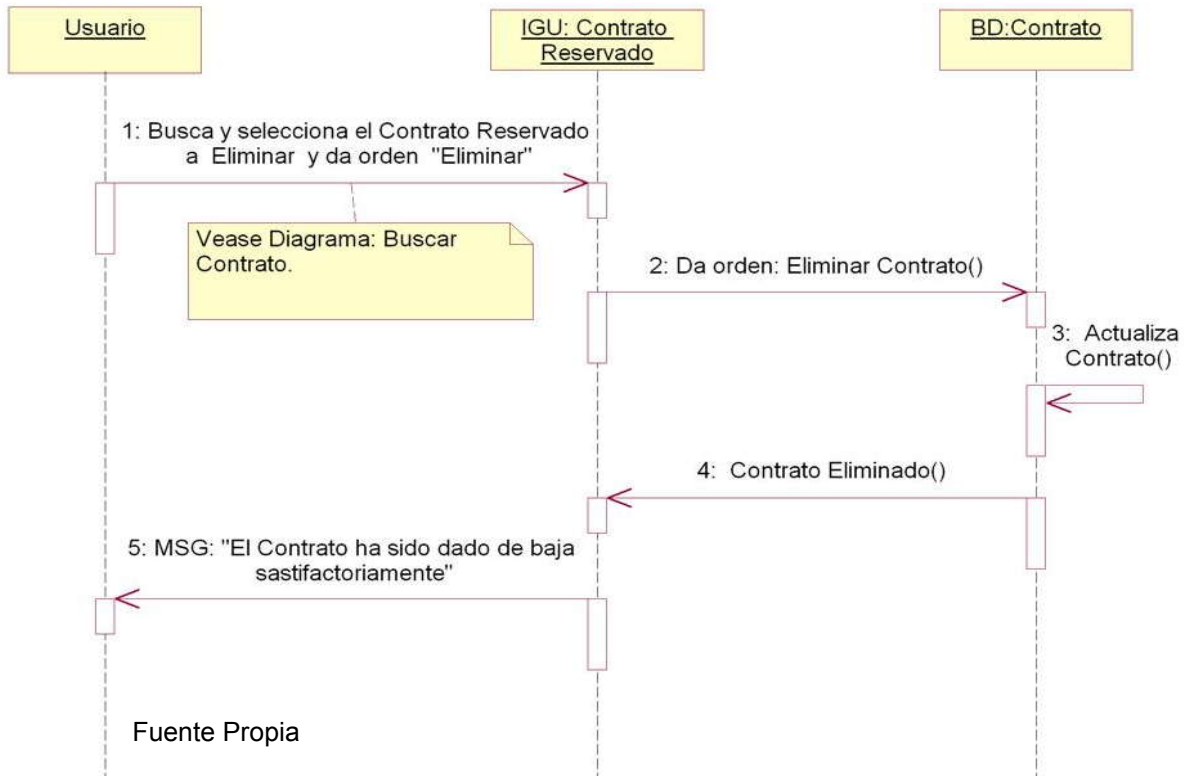 Usuario
IGU: Contrato
Reservado
BD:Contrato
1: Busca y selecciona el Contrato Reservado
a Eliminar y da orden "Eliminar"
Vease Diagrama: Buscar
Contrato.
2: Da orden: Eliminar Contrato()
3: Actualiza
Contrato()
4: Contrato Eliminado()
5: MSG: "El Contrato ha sido dado de baja
sastifactoriamente"
Fuente Propia